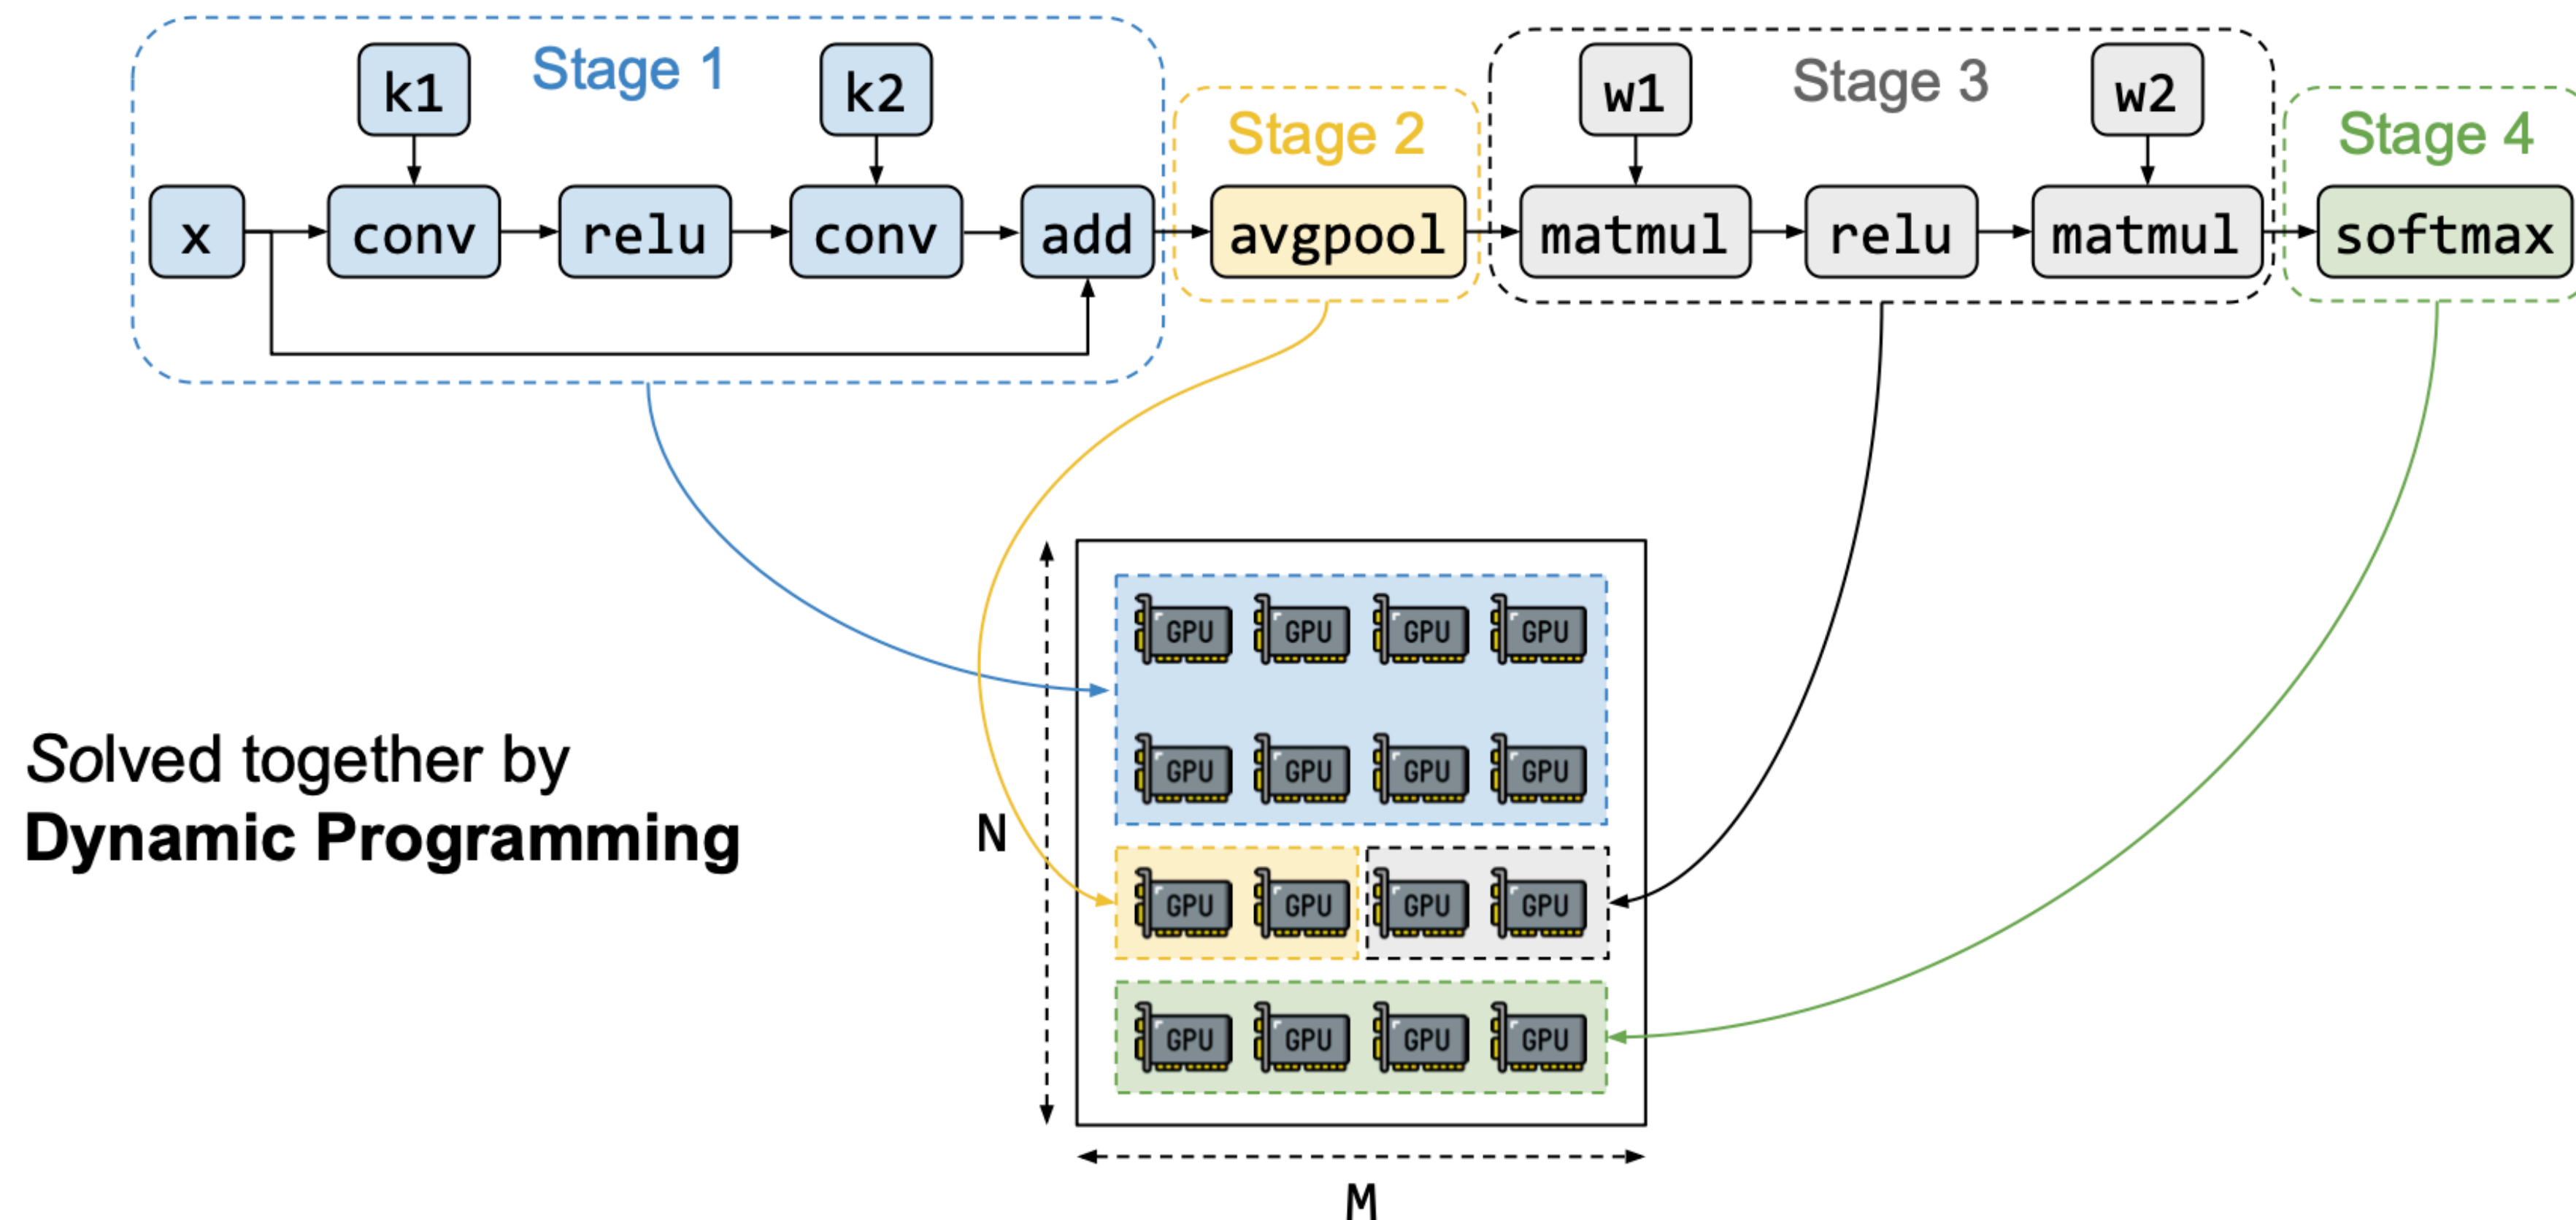 Stage 1
k1
k2
x
conv
relu
conv
add
Stage 2
avgpool
Stage 3
w1
w2
matmul
relu
matmul
Stage 4
softmax
Solved together by
Dynamic Programming
N
GPU GPU GPU GPU
GPU GPU GPU GPU
GPU GPU GPU GPU
GPU GPU GPU GPU
M